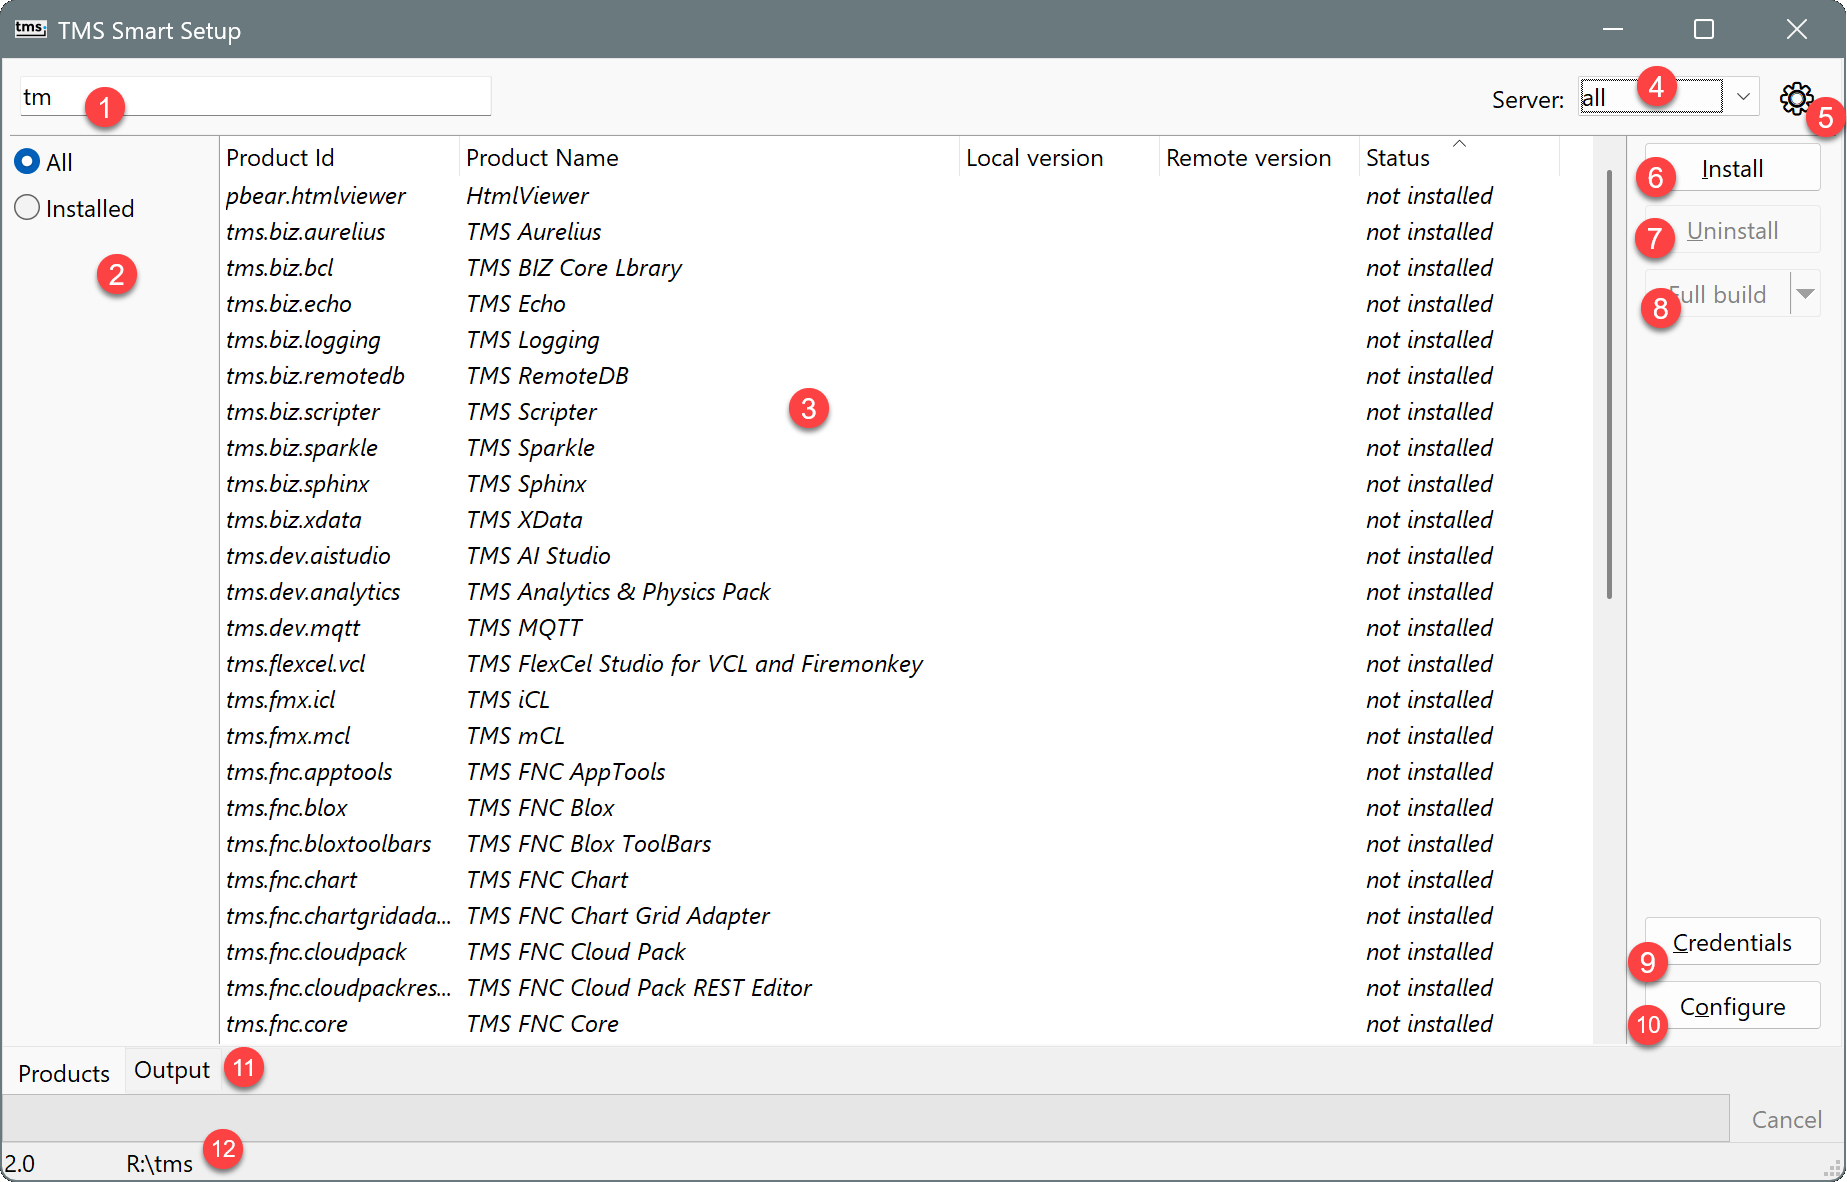 tms TMS Smart Setup
tm 1 Server: all 4 5
All
Installed
2
Product Id Product Name Local version Remote version Status
pbear.htmlviewer HtmlViewer not installed
tms.biz.aurelius TMS Aurelius not installed
tms.biz.bcl TMS BIZ Core Lbrary not installed
tms.biz.echo TMS Echo not installed
tms.biz.logging TMS Logging not installed
tms.biz.remotedb TMS RemoteDB not installed
tms.biz.scripter TMS Scripter not installed
3
tms.biz.sparkle TMS Sparkle not installed
tms.biz.sphinx TMS Sphinx not installed
tms.biz.xdata TMS XData not installed
tms.dev.aistudio TMS AI Studio not installed
tms.dev.analytics TMS Analytics & Physics Pack not installed
tms.dev.mqtt TMS MQTT not installed
tms.flexcel.vcl TMS FlexCel Studio for VCL and Firemonkey not installed
tms.fmx.icl TMS iCL not installed
tms.fmx.mcl TMS mCL not installed
tms.fnc.apptools TMS FNC AppTools not installed
tms.fnc.blox TMS FNC Blox not installed
tms.fnc.bloxtoolbars TMS FNC Blox ToolBars not installed
tms.fnc.chart TMS FNC Chart not installed
tms.fnc.chartgridada... TMS FNC Chart Grid Adapter not installed
tms.fnc.cloudpack TMS FNC Cloud Pack not installed
tms.fnc.cloudpackres... TMS FNC Cloud Pack REST Editor not installed
tms.fnc.core TMS FNC Core not installed
6 Install
7 Uninstall
8 Full build
9 Credentials
10 Configure
Products Output 11
Cancel
2.0 R:\tms 12